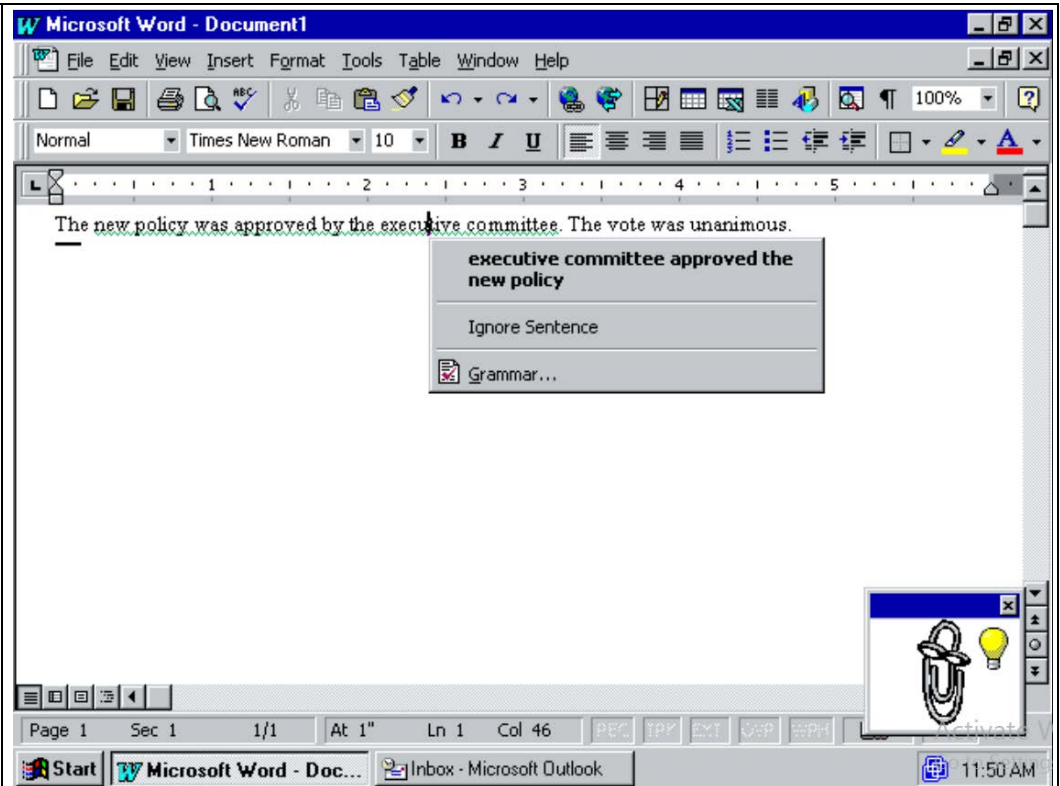 Microsoft Word - Document1
File Edit View Insert Format Tools Table Window Help
ABC 100%
Normal Times New Roman 10 B I U A
1 2 3 4 5
The new policy was approved by the executive committee. The vote was unanimous.
executive committee approved the
new policy
Ignore Sentence
Grammar...
Page 1 Sec 1 1/1 At 1" Ln 1 Col 46 REC TRK EXT OVR WPH
Activate
Start Microsoft Word - Doc... Inbox - Microsoft Outlook 11:50 AM